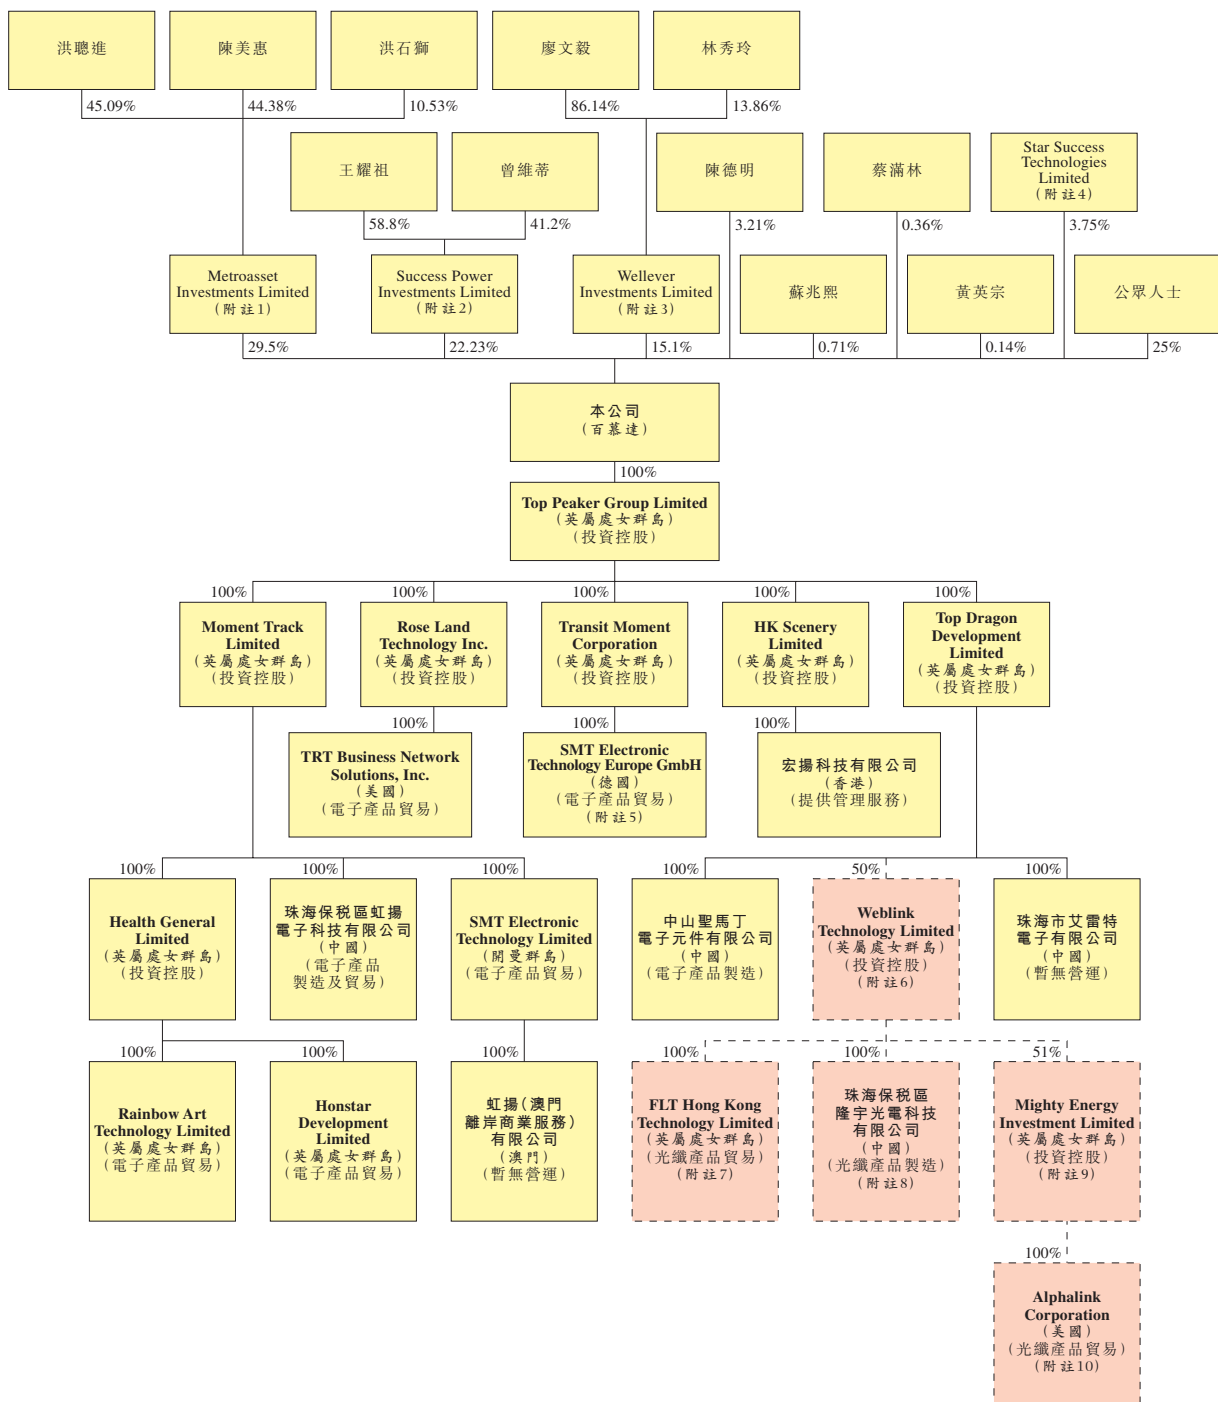 洪聰進
陳美惠
洪石獅
廖文毅
林秀玲
45.09%
44.38%
10.53%
86.14%
13.86%
王耀祖
曾維蒂
陳德明
蔡滿林
Star Success
Technologies
Limited
(附註4)
58.8%
41.2%
3.21%
0.36%
3.75%
Metroasset
Investments Limited
(附註1)
Success Power
Investments Limited
(附註2)
Wellever
Investments Limited
(附註3)
蘇兆熙
黃英宗
公眾人士
29.5%
22.23%
15.1%
0.71%
0.14%
25%
本公司
(百慕達)
100%
Top Peaker Group Limited
(英屬處女群島)
(投資控股)
100%
100%
100%
100%
100%
Moment Track
Limited
(英屬處女群島)
(投資控股)
Rose Land
Technology Inc.
(英屬處女群島)
(投資控股)
Transit Moment
Corporation
(英屬處女群島)
(投資控股)
HK Scenery
Limited
(英屬處女群島)
(投資控股)
Top Dragon
Development
Limited
(英屬處女群島)
(投資控股)
100%
100%
100%
TRT Business Network
Solutions, Inc.
(美國)
(電子產品貿易)
SMT Electronic
Technology Europe GmbH
(德國)
(電子產品貿易)
(附註5)
宏揚科技有限公司
(香港)
(提供管理服務)
100%
100%
100%
100%
50%
100%
Health General
Limited
(英屬處女群島)
(投資控股)
珠海保税區虹揚
電子科技有限公司
(中國)
(電子產品
製造及貿易)
SMT Electronic
Technology Limited
(開曼群島)
(電子產品貿易)
中山聖馬丁
電子元件有限公司
(中國)
(電子產品製造)
Weblink
Technology Limited
(英屬處女群島)
(投資控股)
(附註6)
珠海市艾雷特
電子有限公司
(中國)
(暫無營運)
100%
100%
100%
100%
100%
51%
Rainbow Art
Technology Limited
(英屬處女群島)
(電子產品貿易)
Honstar
Development
Limited
(英屬處女群島)
(電子產品貿易)
虹揚(澳門
離岸商業服務)
有限公司
(澳門)
(暫無營運)
FLT Hong Kong
Technology Limited
(英屬處女群島)
(光纖產品貿易)
(附註7)
珠海保税區
隆宇光電科技
有限公司
(中國)
(光纖產品製造)
(附註8)
Mighty Energy
Investment Limited
(英屬處女群島)
(投資控股)
(附註9)
100%
Alphalink
Corporation
(美國)
(光纖產品貿易)
(附註10)